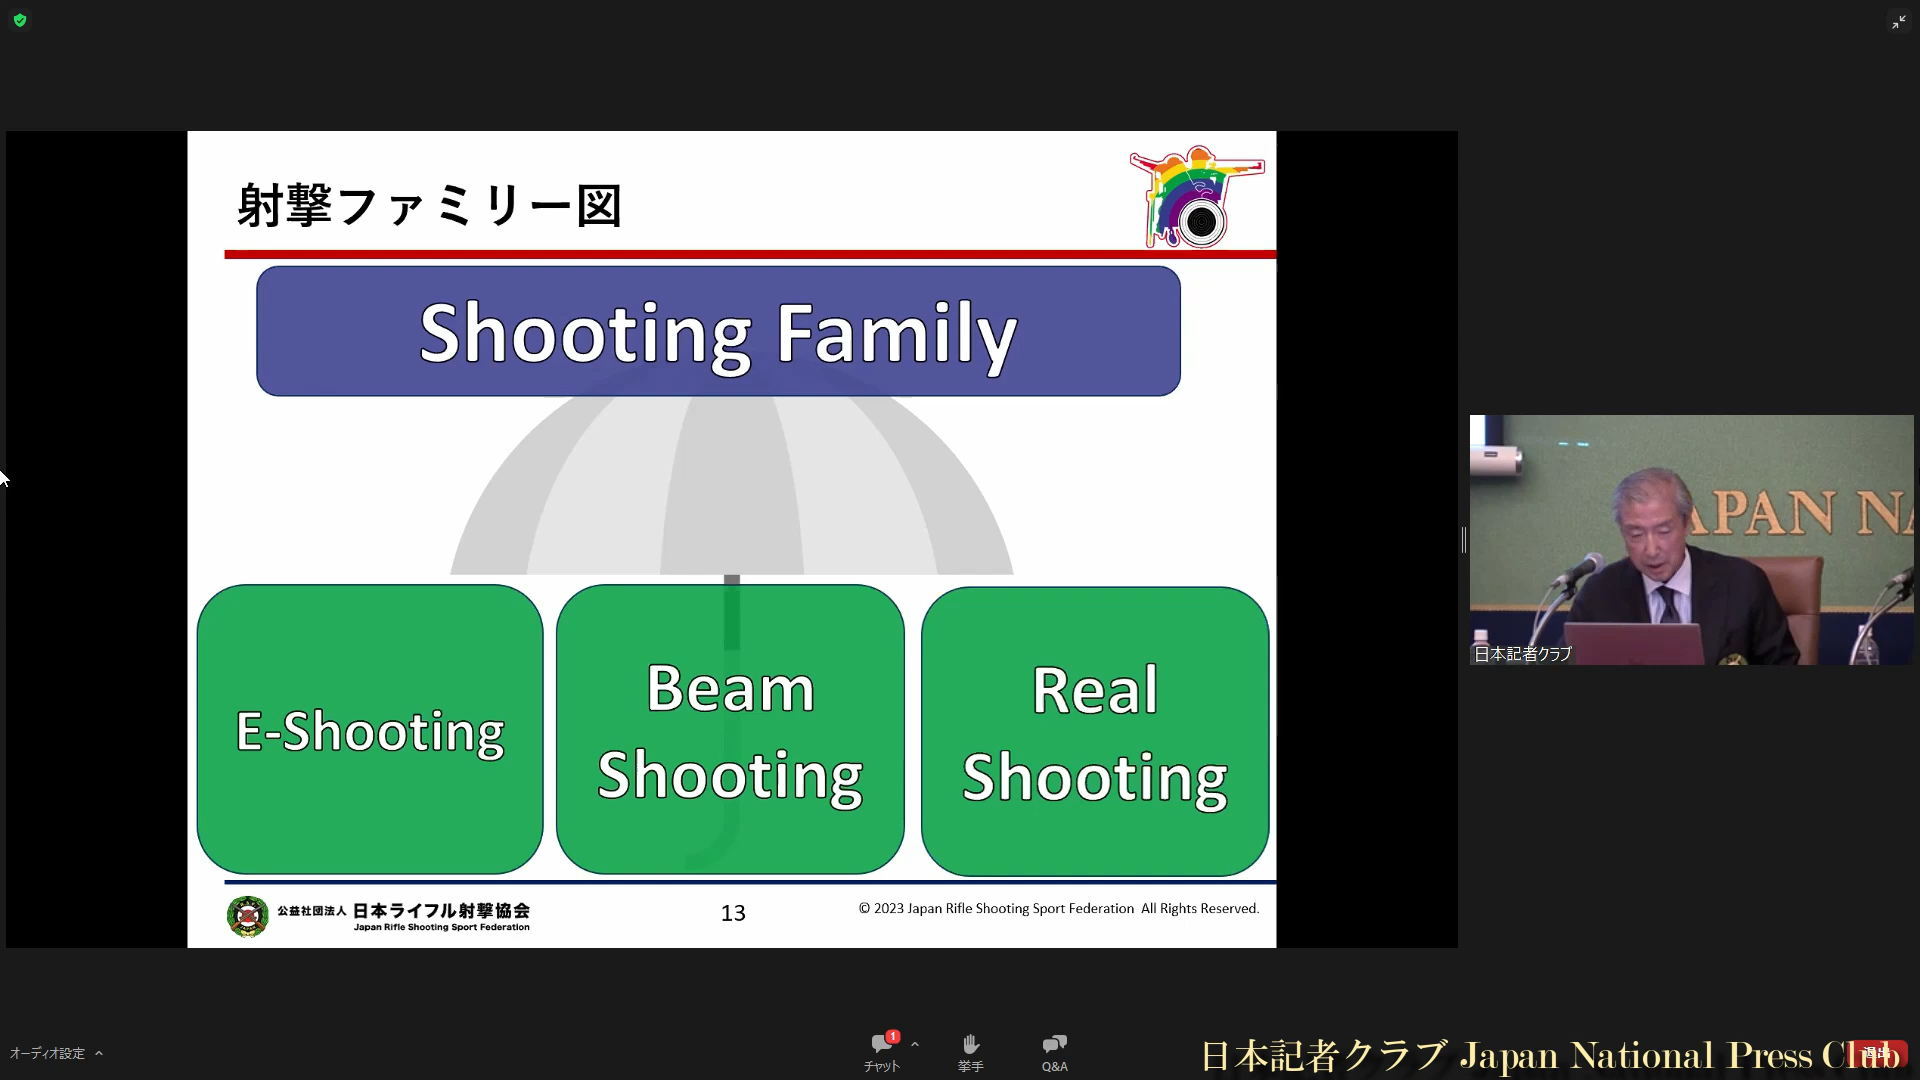 射撃ファミリー図
Shooting Family
E-Shooting
Beam
Shooting
Real
Shooting
公益社団法人 日本ライフル射撃協会
Japan Rifle Shooting Sport Federation
13
© 2023 Japan Rifle Shooting Sport Federation All Rights Reserved.
APAN NA
日本記者クラブ
オーディオ設定
1
チャット
挙手
Q&A
日本記者クラブ Japan National Press Club
退出